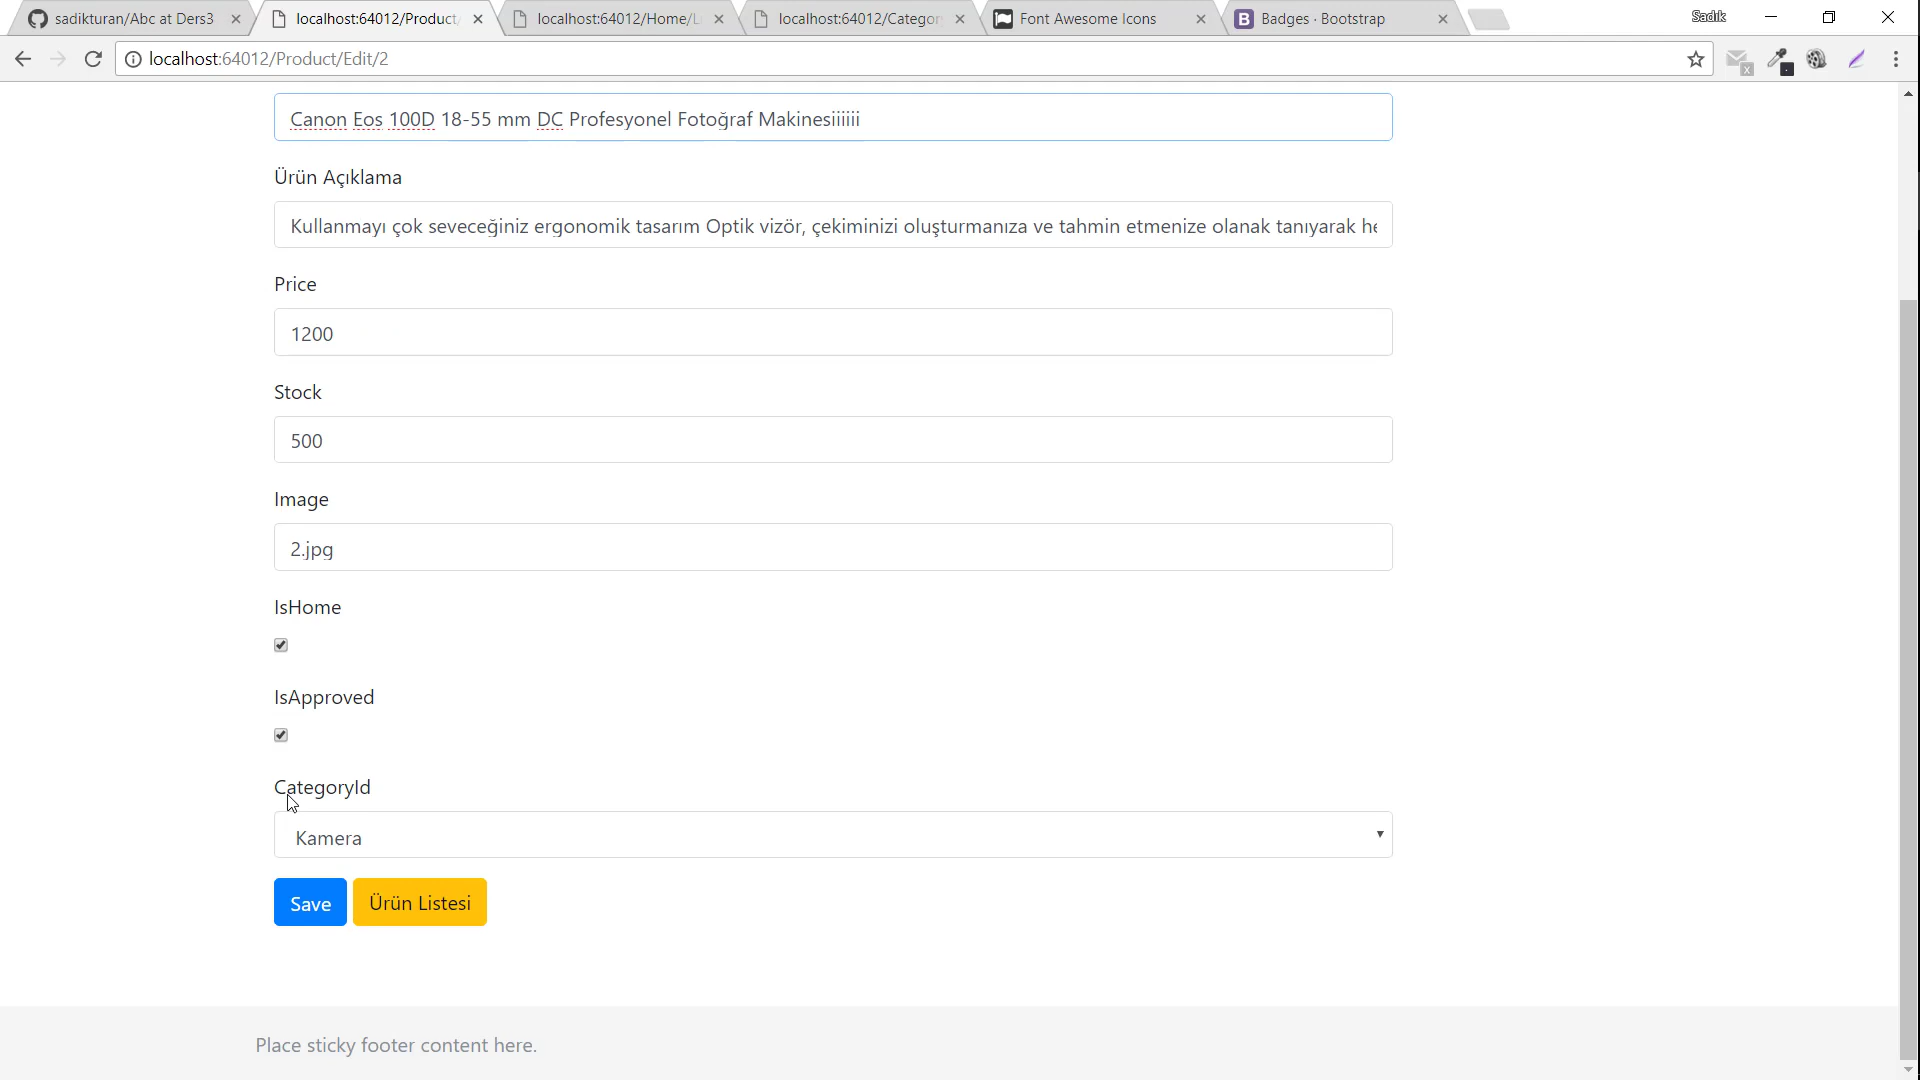 sadikturan/Abc at Ders3
localhost:64012/Product
localhost:64012/Home/L
localhost:64012/Categor
Font Awesome Icons
B Badges · Bootstrap
Sadık
localhost:64012/Product/Edit/2
Canon Eos 100D 18-55 mm DC Profesyonel Fotoğraf Makinesiiiiii
Ürün Açıklama
Kullanmayı çok seveceğiniz ergonomik tasarım Optik vizör, çekiminizi oluşturmanıza ve tahmin etmenize olanak tanıyarak he
Price
1200
Stock
500
Image
2.jpg
IsHome
IsApproved
CategoryId
Kamera
Save Ürün Listesi
Place sticky footer content here.